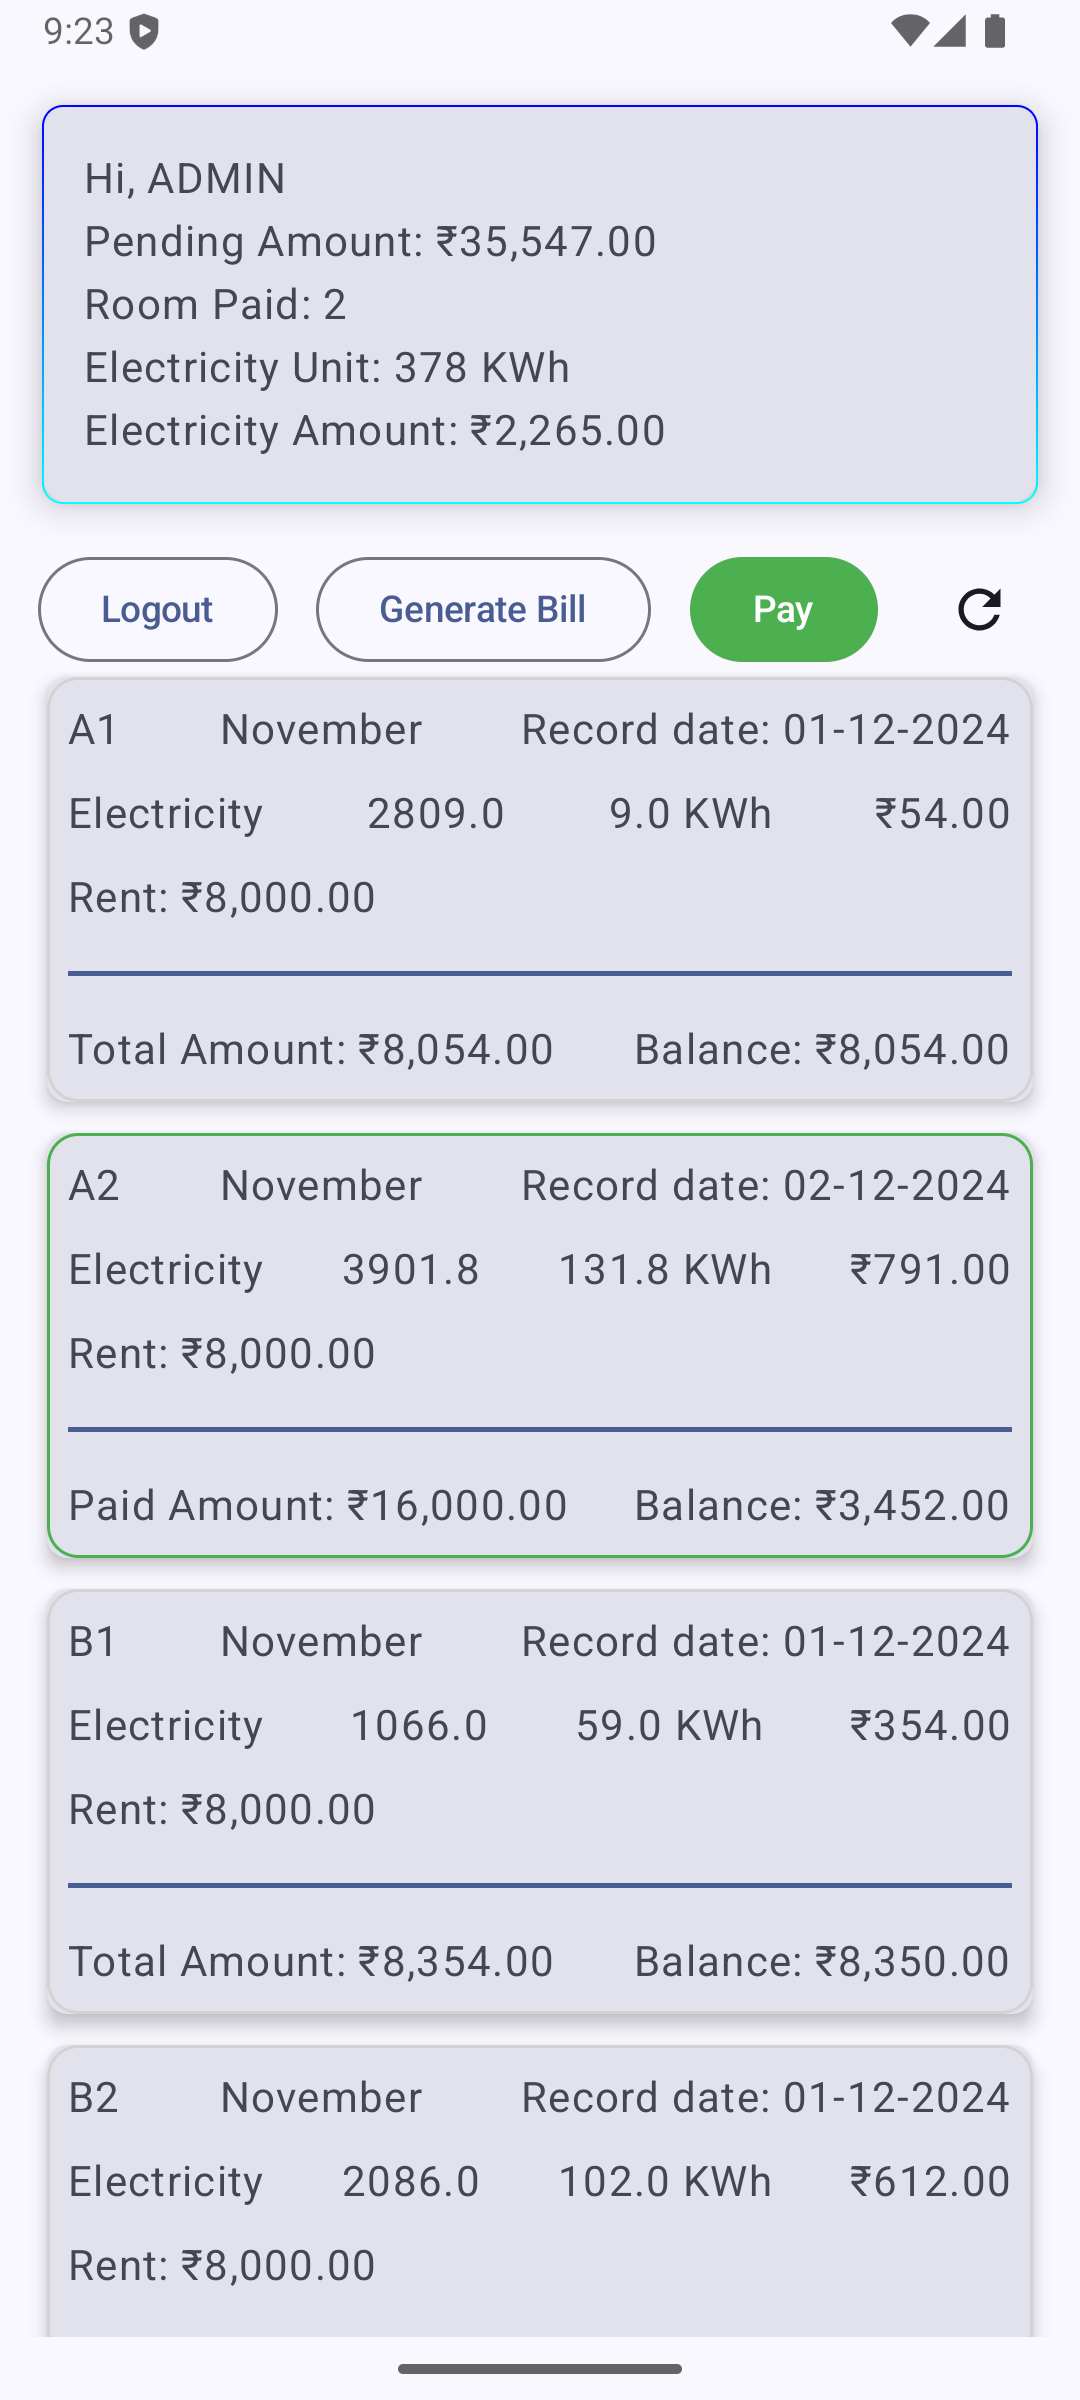 9:23
Hi, ADMIN
Pending Amount: ₹35,547.00
Room Paid: 2
Electricity Unit: 378 KWh
Electricity Amount: ₹2,265.00
Logout Generate Bill Pay
A1 November Record date: 01-12-2024
Electricity 2809.0 9.0 KWh ₹54.00
Rent: ₹8,000.00
Total Amount: ₹8,054.00 Balance: ₹8,054.00
A2 November Record date: 02-12-2024
Electricity 3901.8 131.8 KWh ₹791.00
Rent: ₹8,000.00
Paid Amount: ₹16,000.00 Balance: ₹3,452.00
B1 November Record date: 01-12-2024
Electricity 1066.0 59.0 KWh ₹354.00
Rent: ₹8,000.00
Total Amount: ₹8,354.00 Balance: ₹8,350.00
B2 November Record date: 01-12-2024
Electricity 2086.0 102.0 KWh ₹612.00
Rent: ₹8,000.00